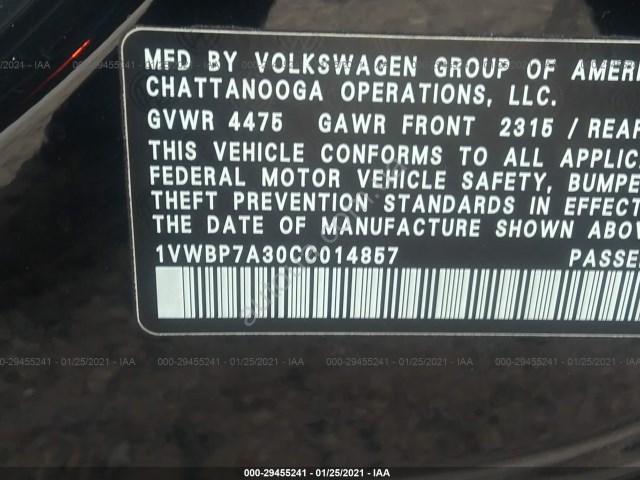 MFD BY VOLKSWAGEN GROUP OF AMERI
CHATTANOOGA OPERATIONS, LLC.
GVWR 4475 GAWR FRONT 2315 / REAR
THIS VEHICLE CONFORMS TO ALL APPLIC
FEDERAL MOTOR VEHICLE SAFETY, BUMPE
THEFT PREVENTION STANDARDS IN EFFECT
THE DATE OF MANUFACTURE SHOWN ABOV
1VWBP7A30CC014857 PASSE
000-29455241 - 01/25/2021 - IAA